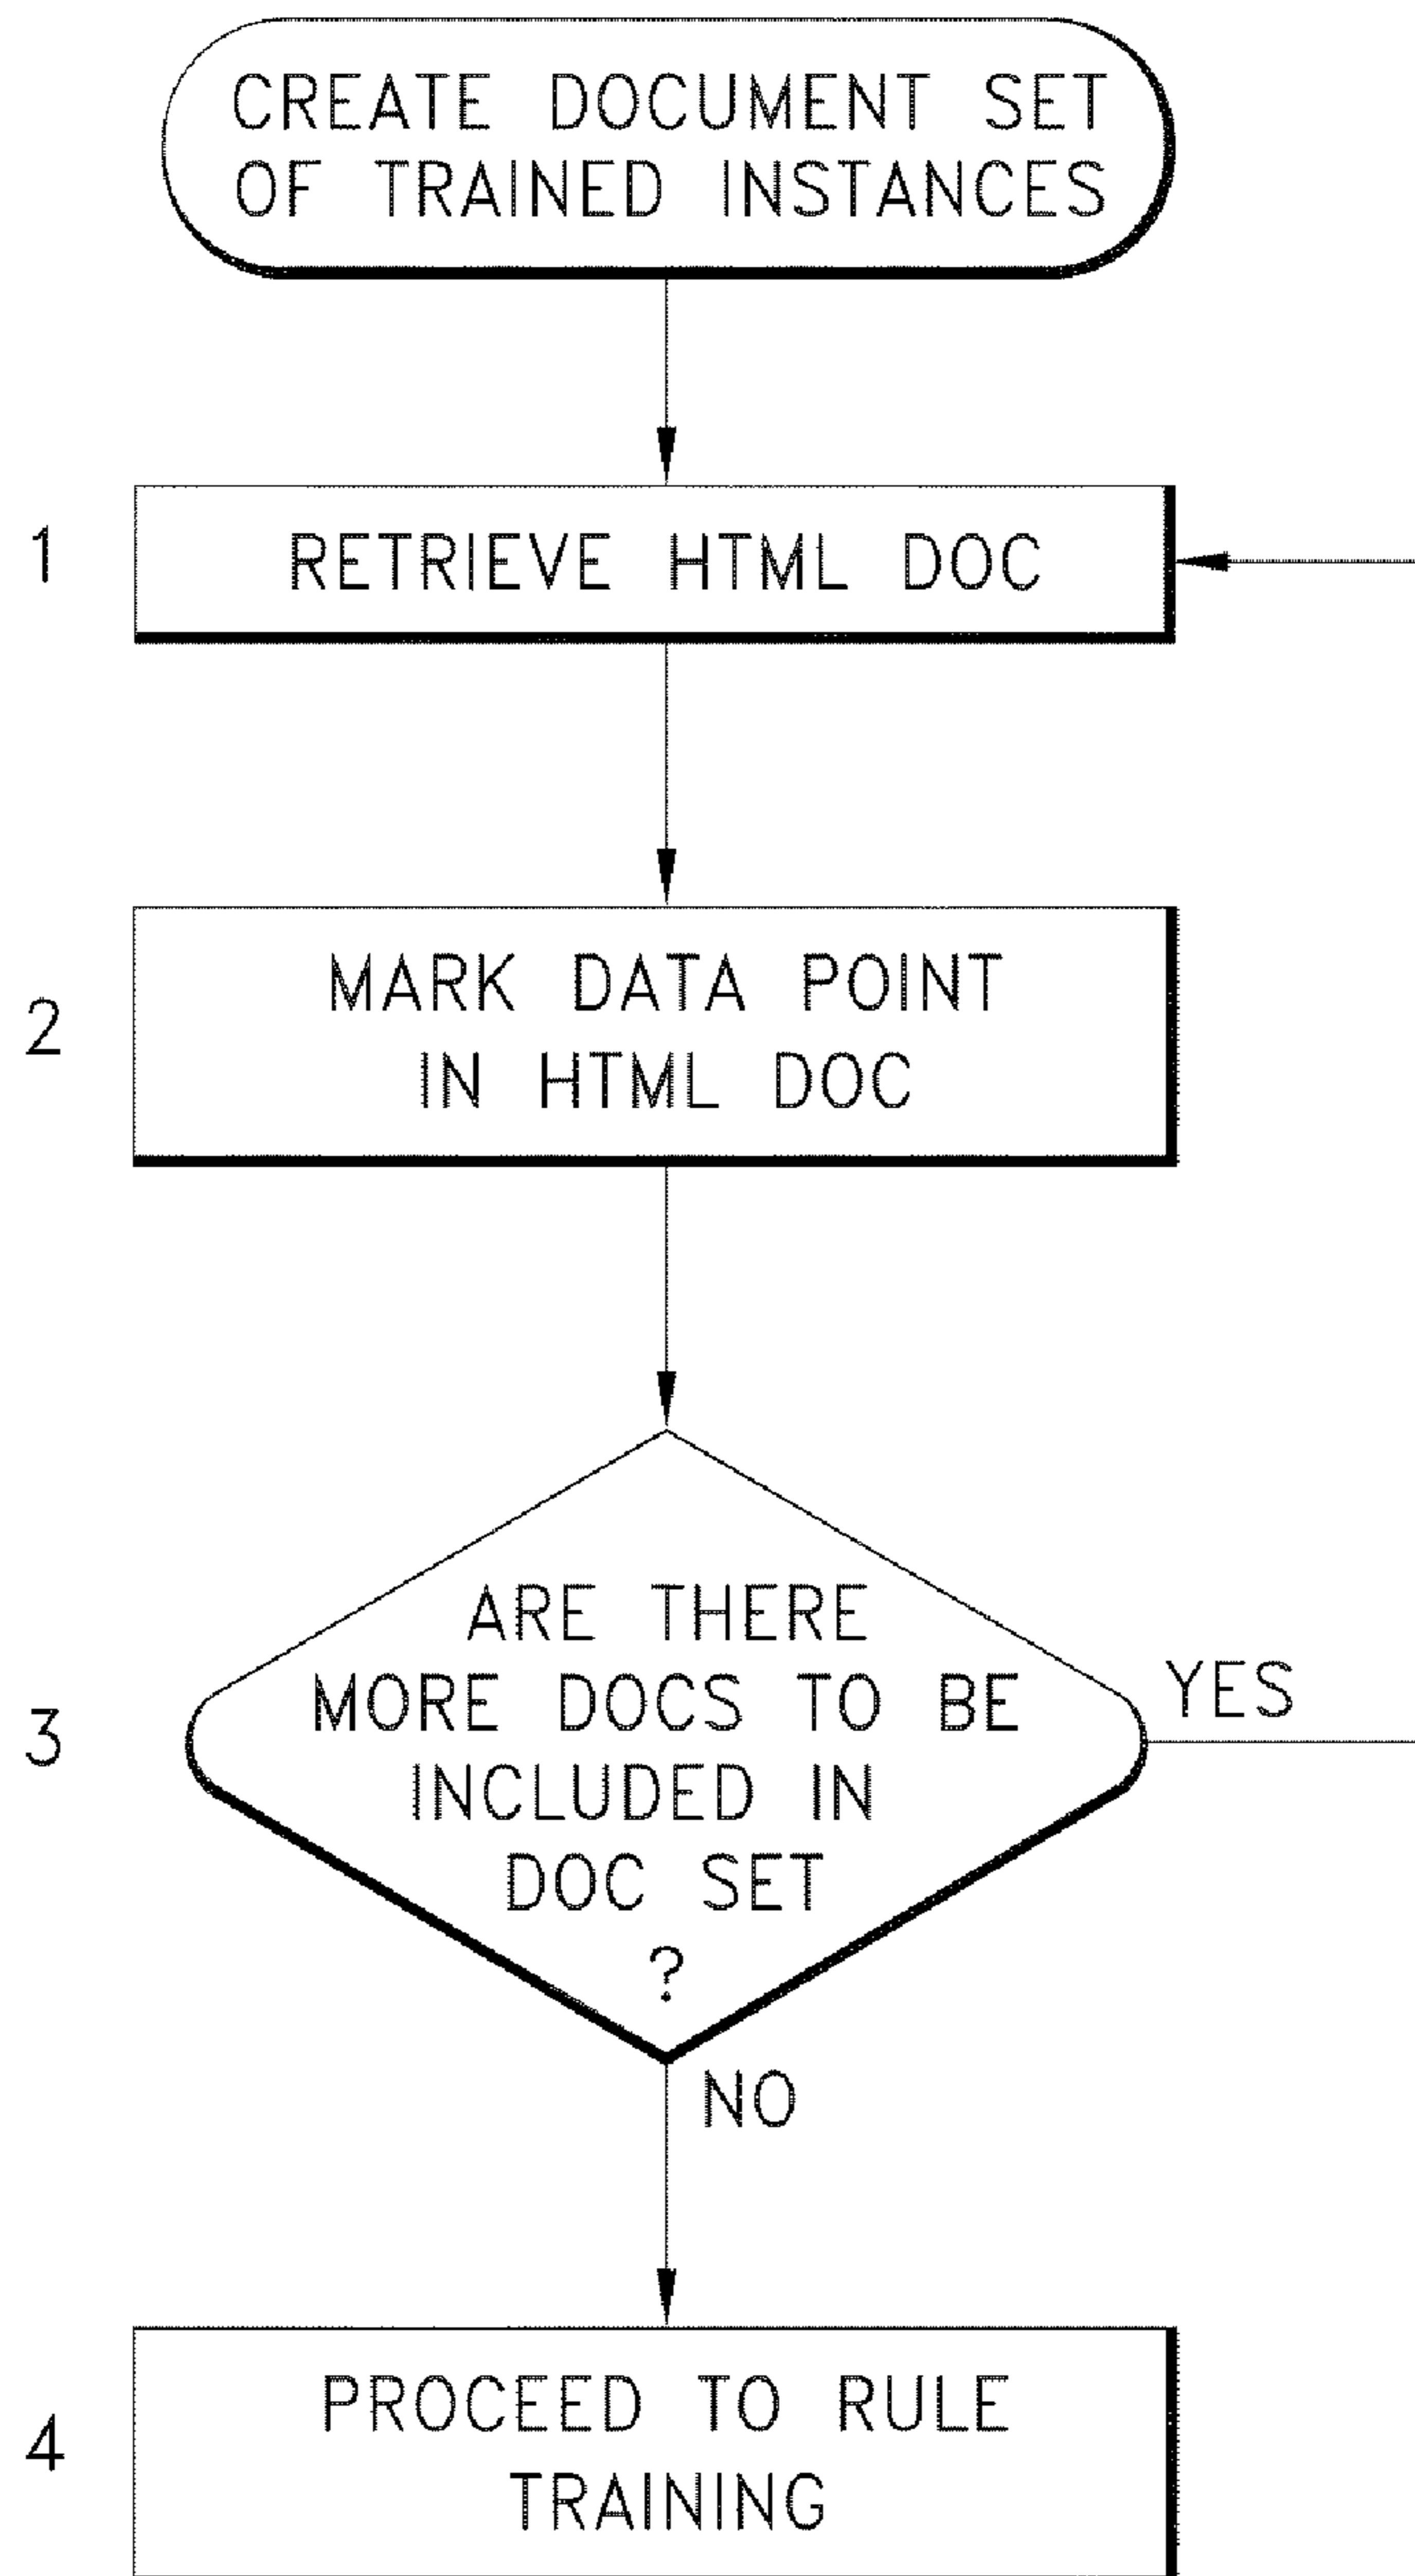 CREATE DOCUMENT SET
OF TRAINED INSTANCES
1
RETRIEVE HTML DOC
2
MARK DATA POINT
IN HTML DOC
3
ARE THERE
MORE DOCS TO BE
INCLUDED IN
DOC SET
?
YES
NO
4
PROCEED TO RULE
TRAINING